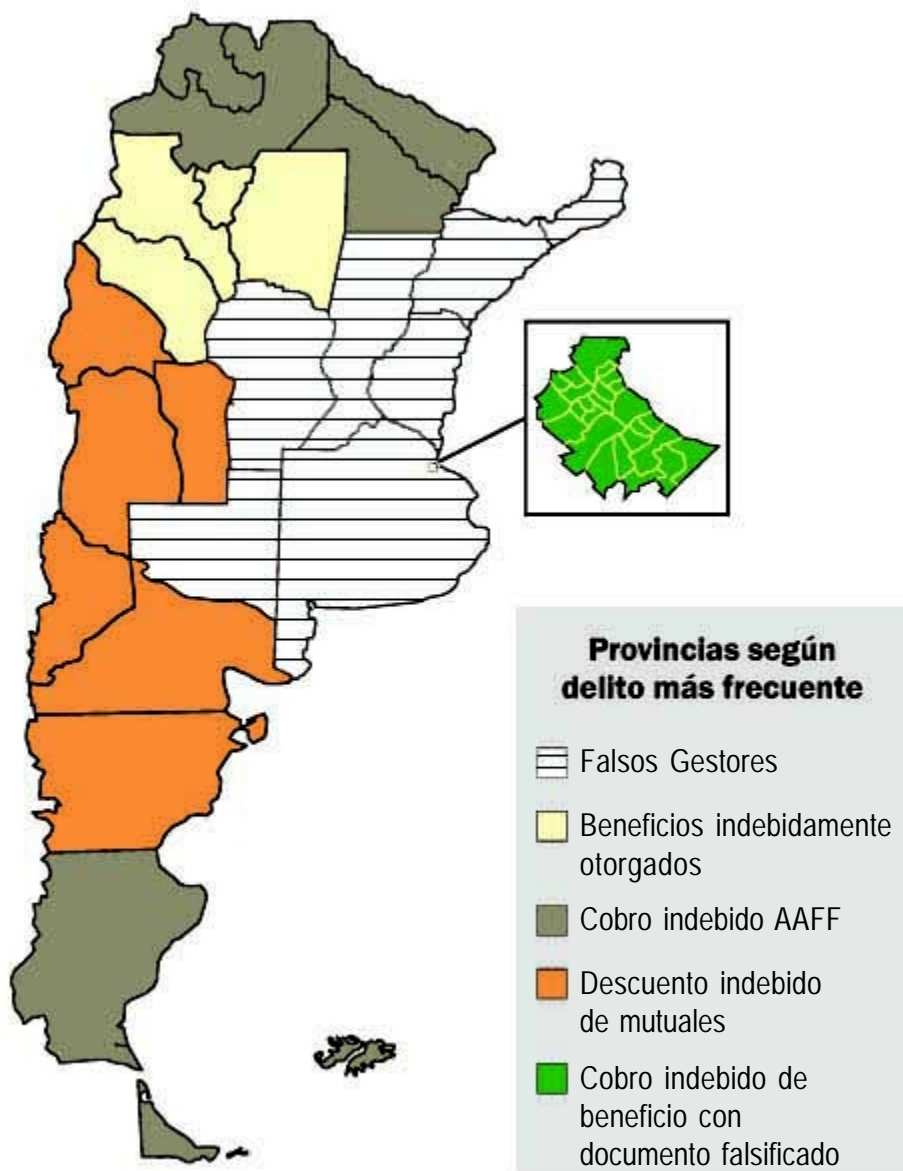 Provincias según
delito más frecuente
Falsos Gestores
Beneficios indebidamente
otorgados
Cobro indebido AAFF
Descuento indebido
de mutuales
Cobro indebido de
beneficio con
documento falsificado